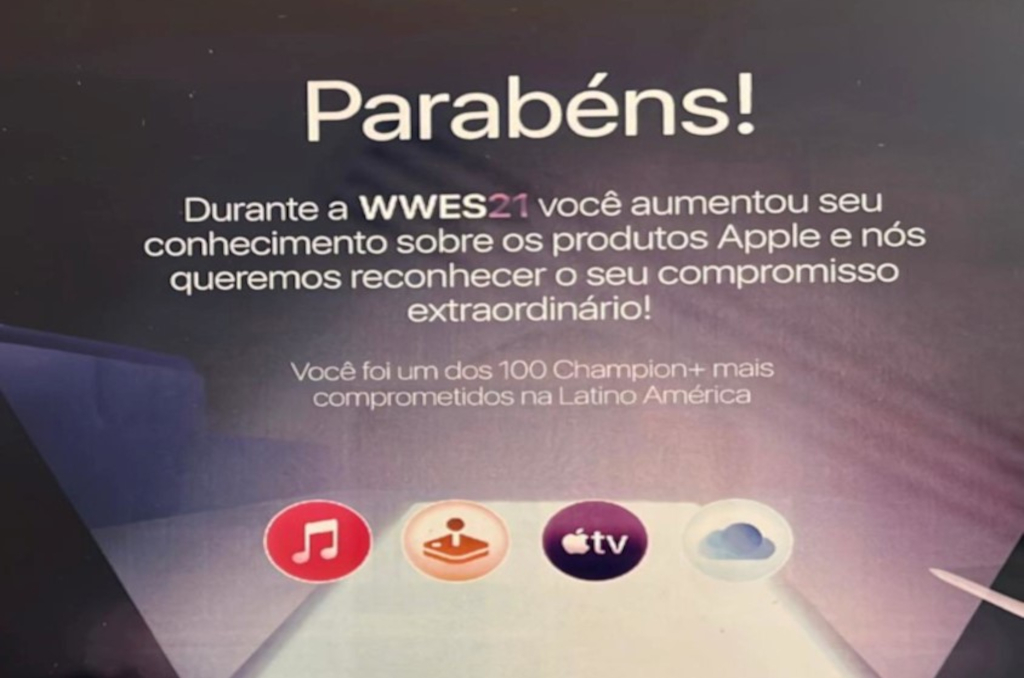 Parabéns!
Durante a WWES21 você aumentou seu
conhecimento sobre os produtos Apple e nós
queremos reconhecer o seu compromisso
extraordinário!
Você foi um dos 100 Champion+ mais
comprometidos na Latino América
tv